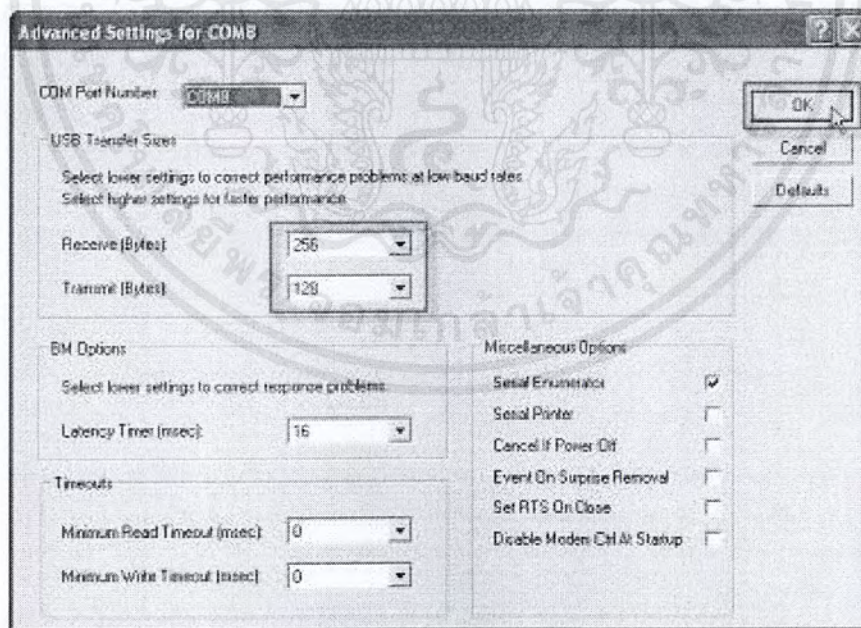 Advanced Settings for COM8
COM Port Number: COM8
OK
USB Transfer Sizes
Cancel
Select lower settings to correct performance problems at low baud rates.
Defaults
Select higher settings for faster performance.
Receive (Bytes): 256
Transmit (Bytes): 128
BM Options
Select lower settings to correct response problems.
Latency Timer (msec): 16
Timeouts
Minimum Read Timeout (msec): 0
Minimum Write Timeout (msec): 0
Miscellaneous Options
Serial Enumerator
Serial Printer
Cancel If Power Off
Event On Surprise Removal
Set RTS On Close
Disable Modem Ctrl At Startup